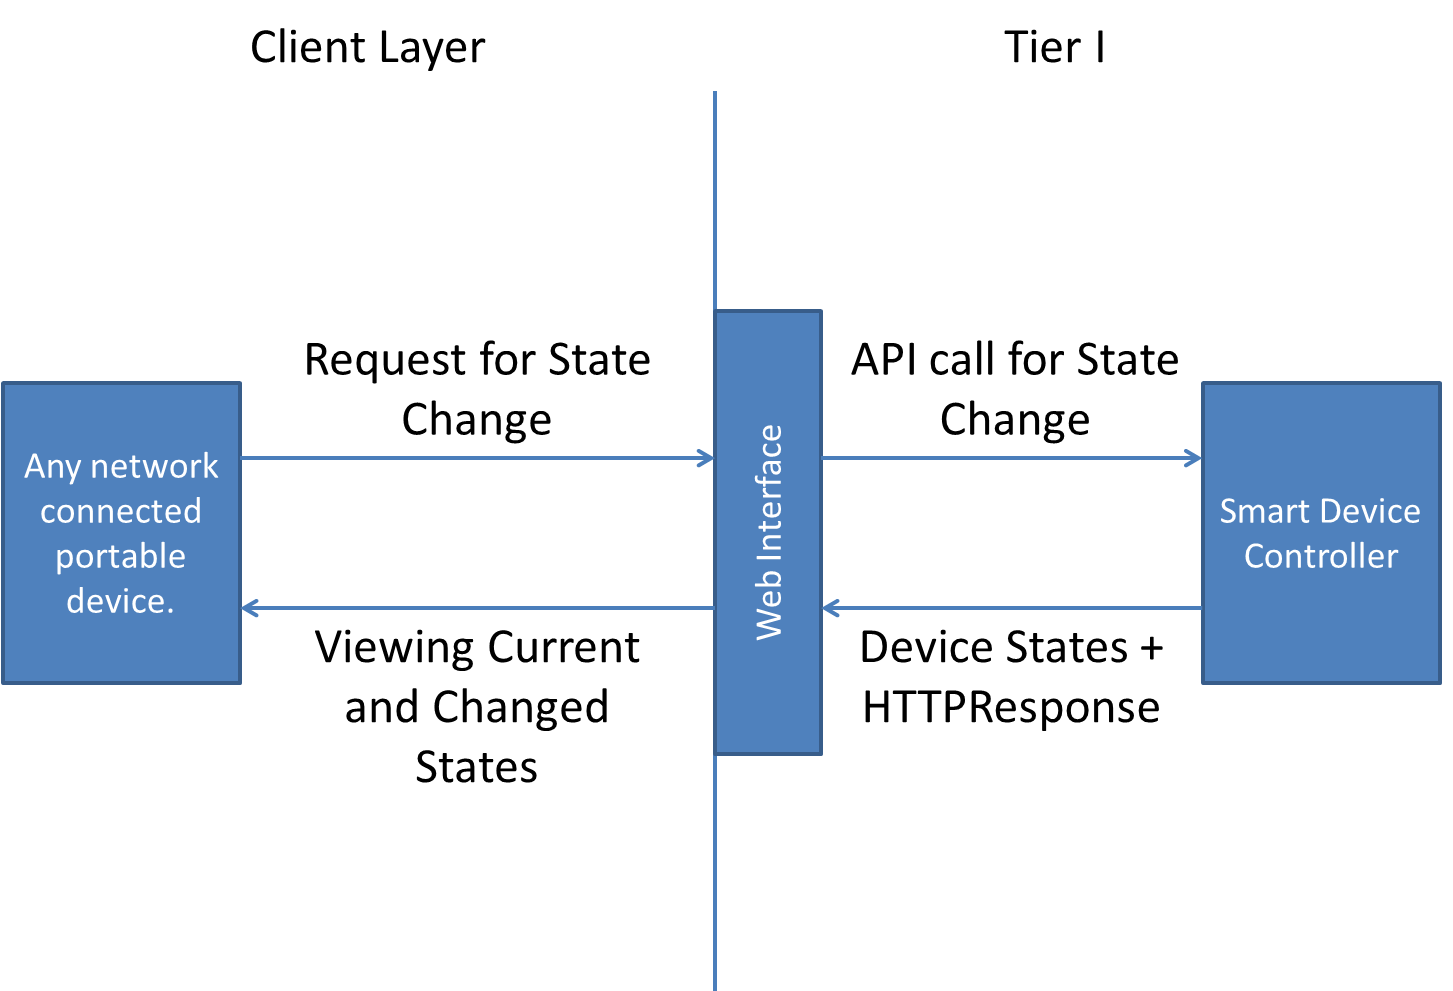 Client Layer
Tier I
Request for State
Change
API call for State
Change
Any network
connected
portable
device.
Web Interface
Smart Device
Controller
Viewing Current
and Changed
States
Device States +
HTTPResponse